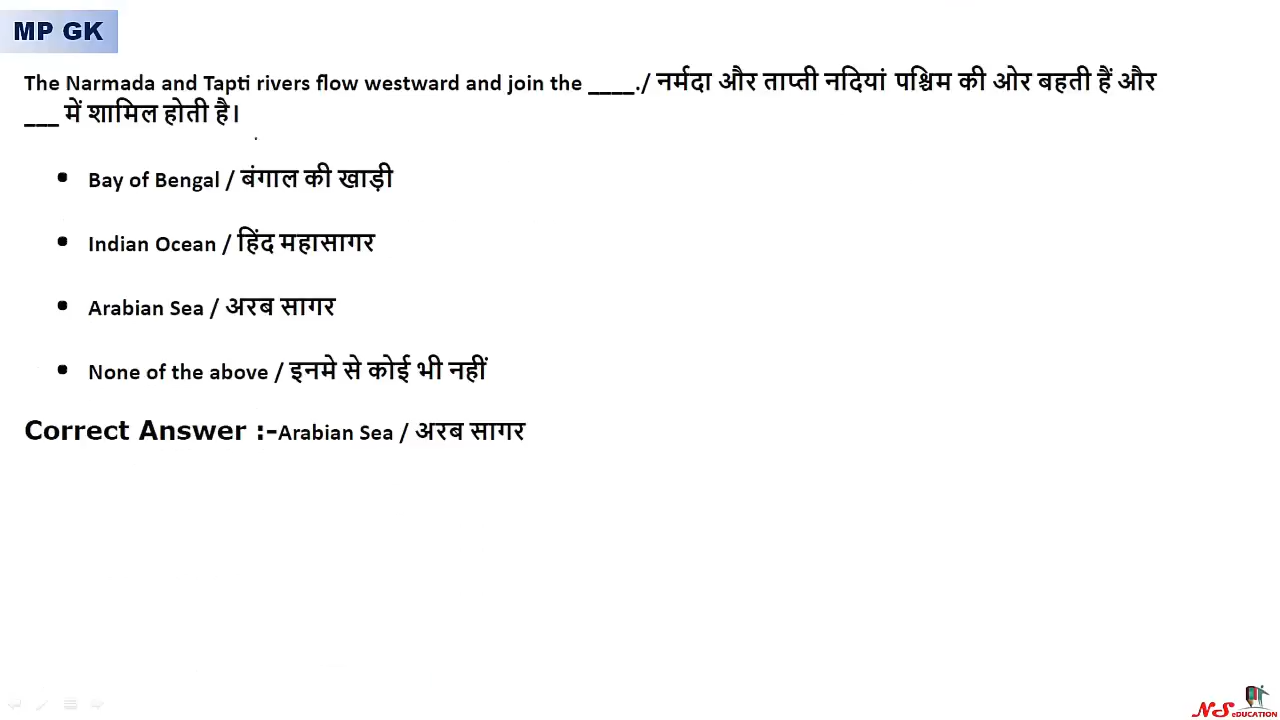 MP GK
The Narmada and Tapti rivers flow westward and join the ____./ नर्मदा और ताप्ती नदियां पश्चिम की ओर बहती हैं और
___ में शामिल होती है।
• Bay of Bengal / बंगाल की खाड़ी
• Indian Ocean / हिंद महासागर
• Arabian Sea / अरब सागर
• None of the above / इनमे से कोई भी नहीं
Correct Answer :-Arabian Sea / अरब सागर
NS eDUCATION